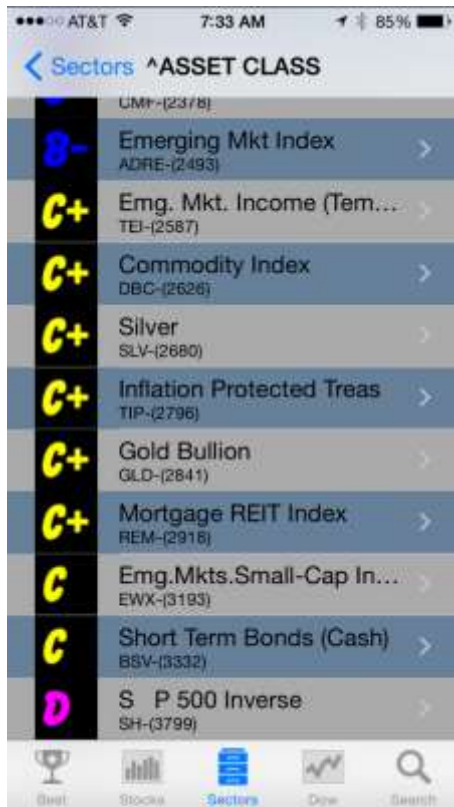 AT&T 7:33 AM 85%
Sectors ^ASSET CLASS
CMF-(2378)
B- Emerging Mkt Index
ADRE-(2493)
C+ Emg. Mkt. Income (Tem...
TEI-(2587)
C+ Commodity Index
DBC-(2626)
C+ Silver
SLV-(2680)
C+ Inflation Protected Treas
TIP-(2796)
C+ Gold Bullion
GLD-(2841)
C+ Mortgage REIT Index
REM-(2918)
C Emg.Mkts.Small-Cap In...
EWX-(3193)
C Short Term Bonds (Cash)
BSV-(3332)
D S P 500 Inverse
SH-(3799)
Best Stocks Sectors Dow Search